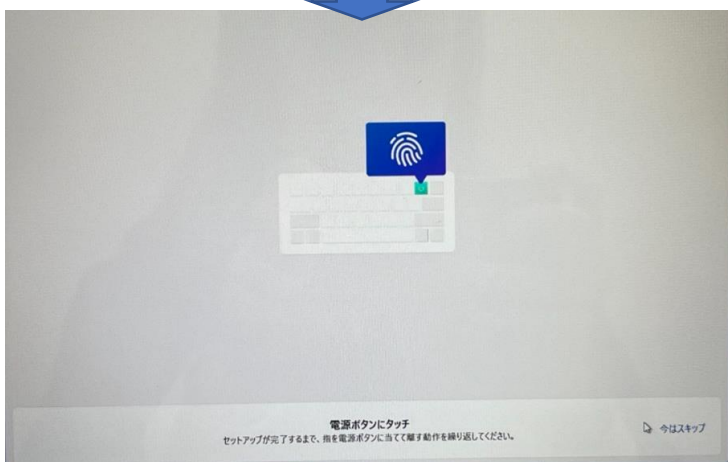 電源ボタンにタッチ
セットアップが完了するまで、指を電源ボタンに当てて離す動作を繰り返してください。
今はスキップ